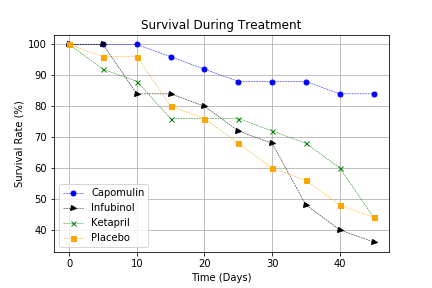 Survival During Treatment
Survival Rate (%)
100
90
80
70
60
50
40
Capomulin
Infubinol
Ketapril
Placebo
0 10 20 30 40
Time (Days)